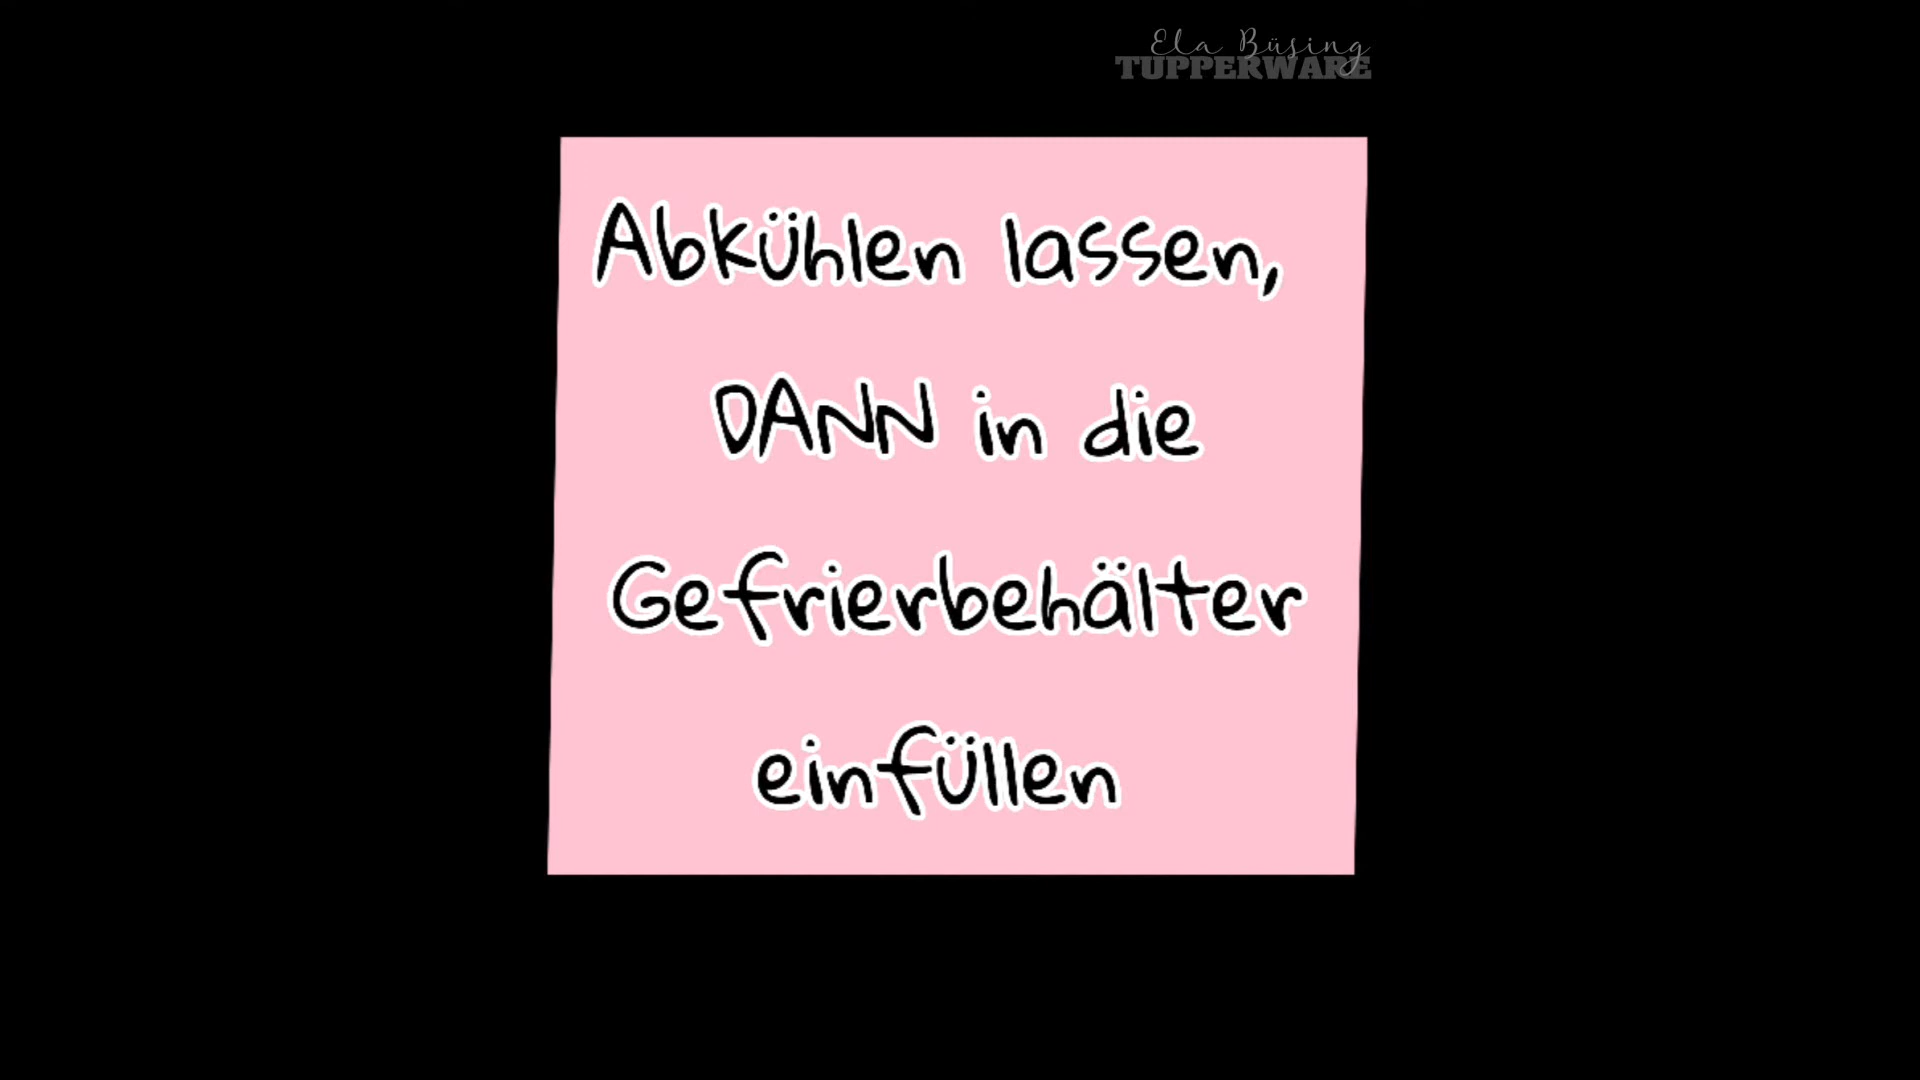 Ela Büsing
TUPPERWARE
Abkühlen lassen,
DANN in die
Gefrierbehälter
einfüllen